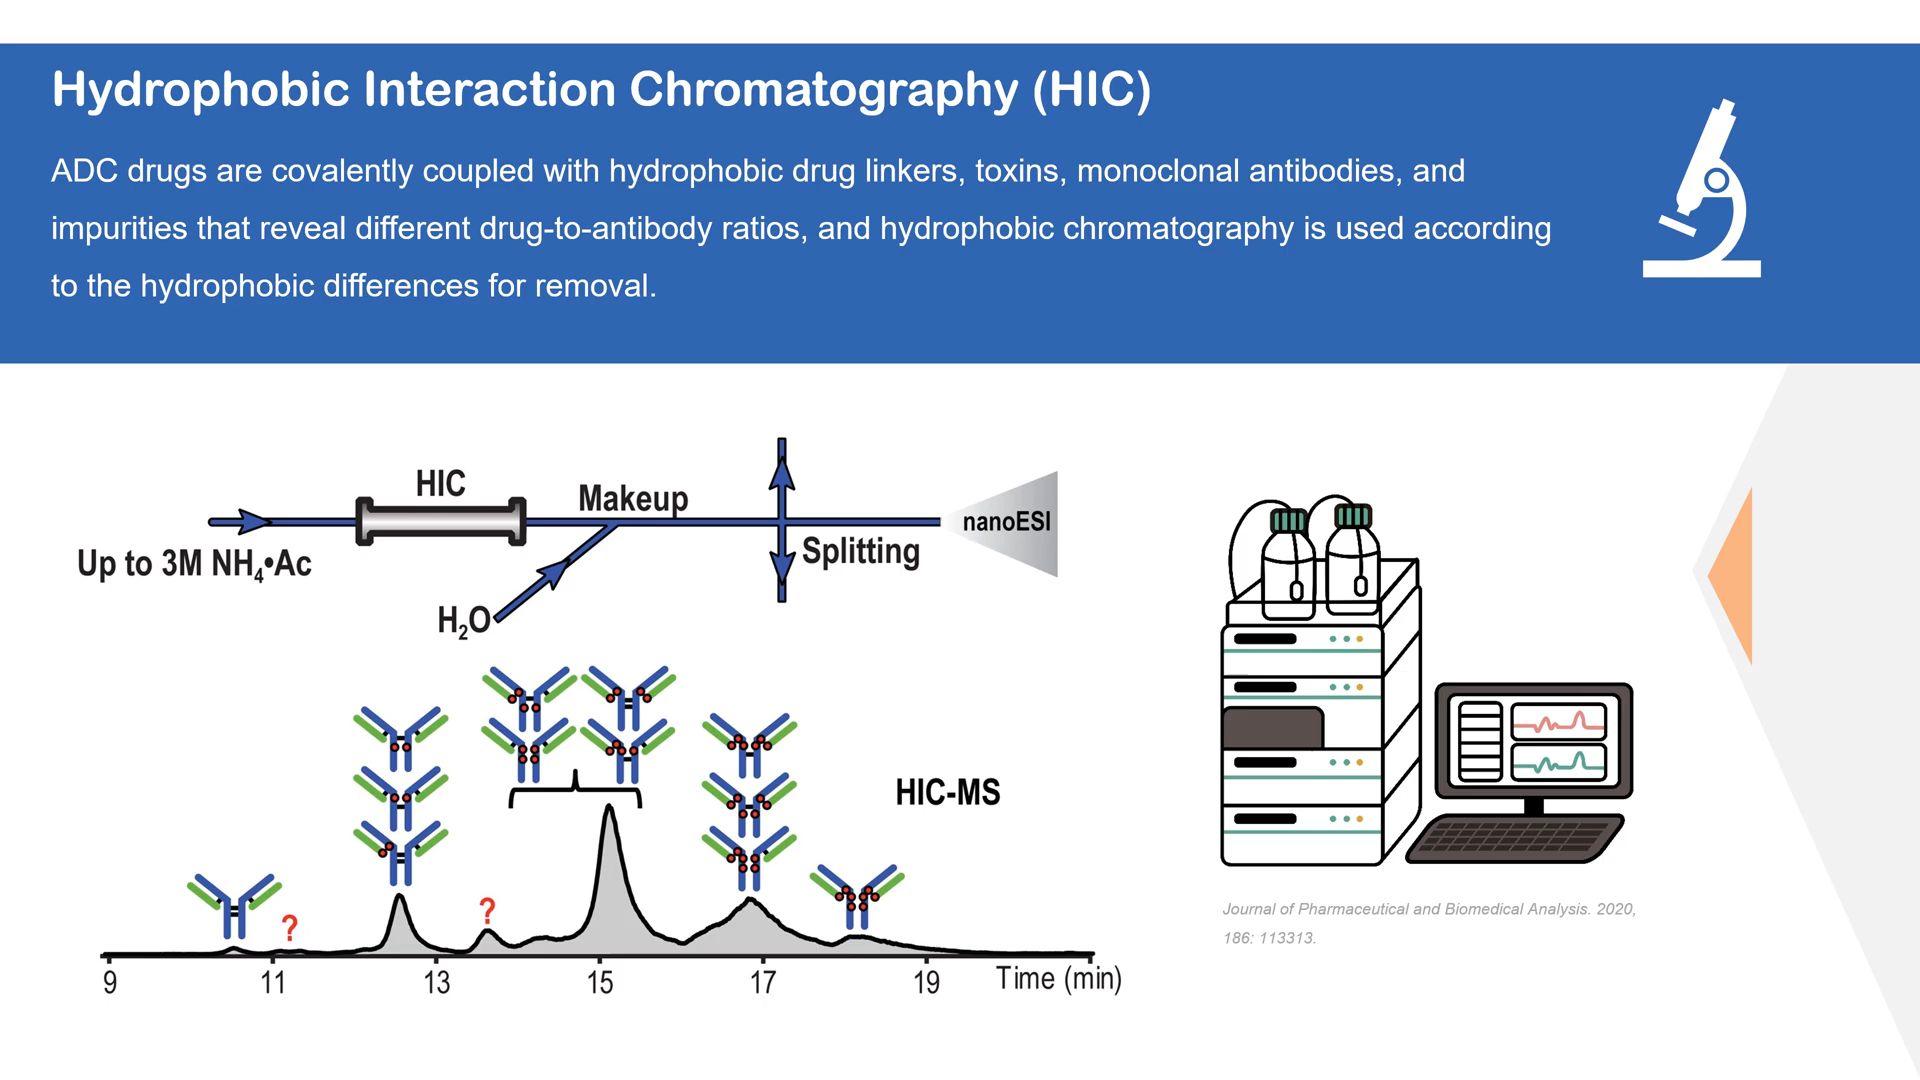 Hydrophobic Interaction Chromatography (HIC)
ADC drugs are covalently coupled with hydrophobic drug linkers, toxins, monoclonal antibodies, and
impurities that reveal different drug-to-antibody ratios, and hydrophobic chromatography is used according
to the hydrophobic differences for removal.
HIC
Makeup
nanoESI
Up to 3M NH₄•Ac
Splitting
H₂O
HIC-MS
?
?
9 11 13 15 17 19 Time (min)
Journal of Pharmaceutical and Biomedical Analysis. 2020,
186: 113313.